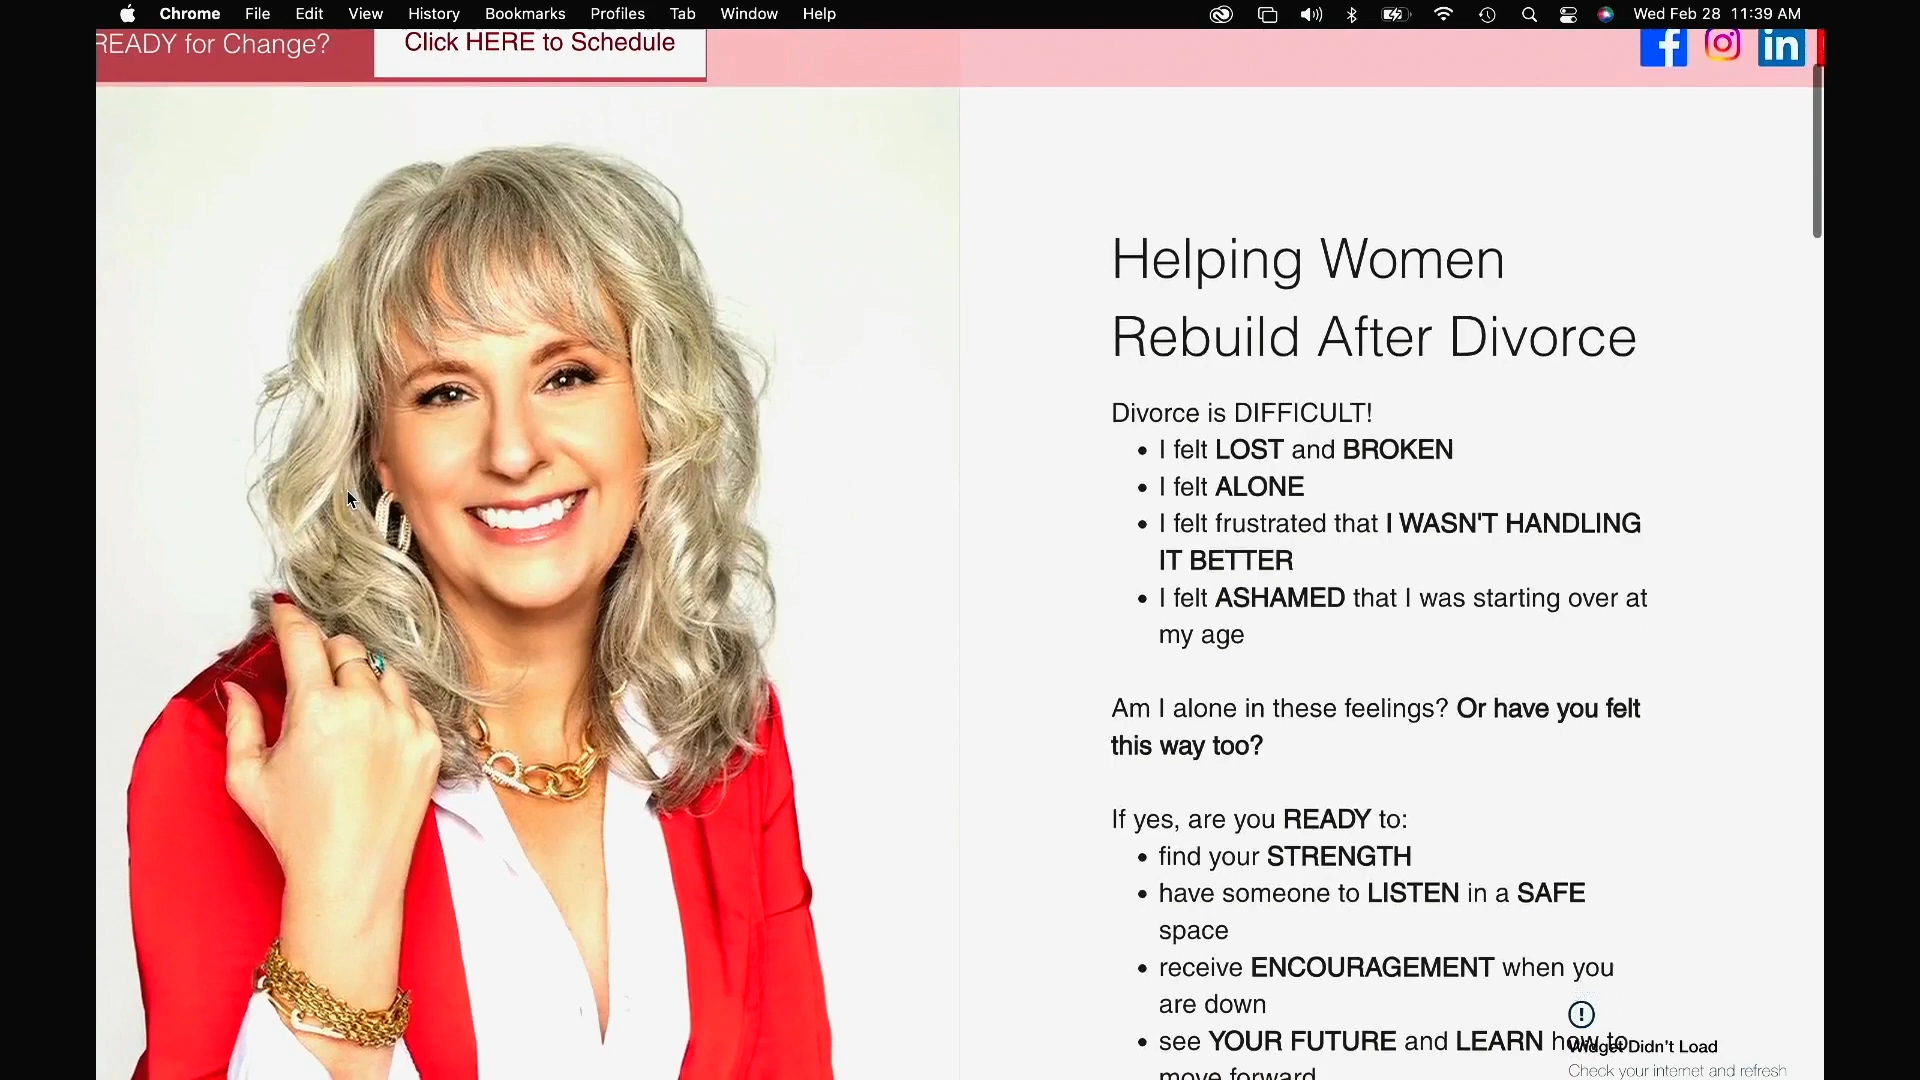 Chrome File Edit View History Bookmarks Profiles Tab Window Help Wed Feb 28 11:39 AM
READY for Change? Click HERE to Schedule
Helping Women
Rebuild After Divorce
Divorce is DIFFICULT!
• I felt LOST and BROKEN
• I felt ALONE
• I felt frustrated that I WASN'T HANDLING
IT BETTER
• I felt ASHAMED that I was starting over at
my age
Am I alone in these feelings? Or have you felt
this way too?
If yes, are you READY to:
• find your STRENGTH
• have someone to LISTEN in a SAFE
space
• receive ENCOURAGEMENT when you
are down
• see YOUR FUTURE and LEARN how to
move forward
Widget Didn't Load
Check your internet and refresh